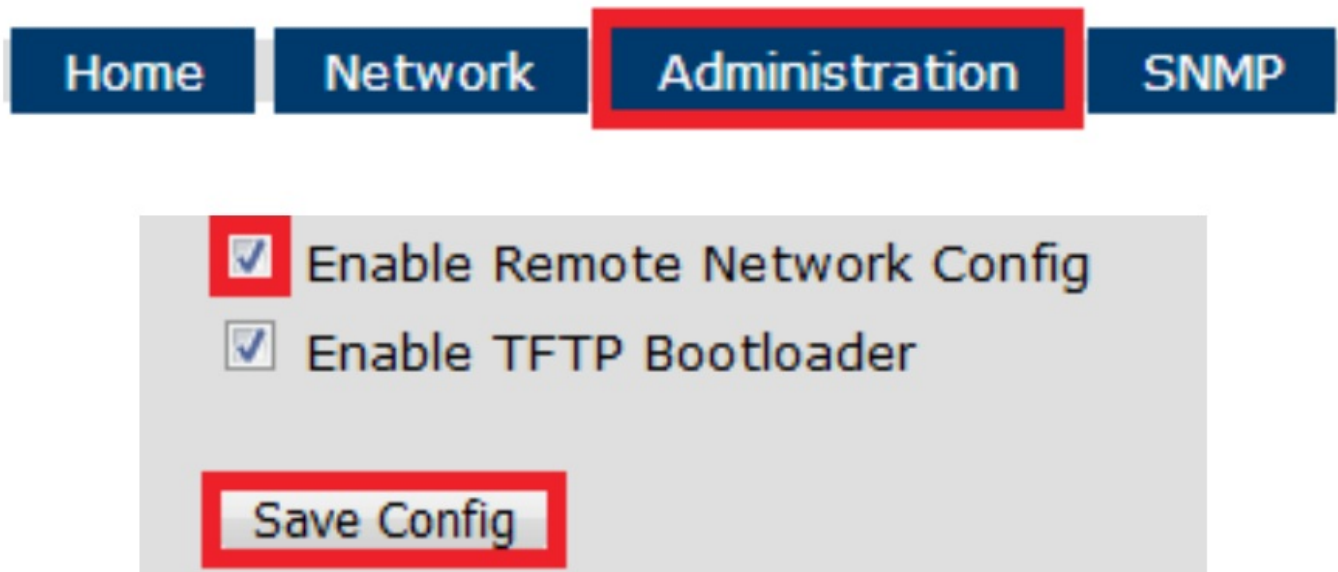 Home Network Administration SNMP
Enable Remote Network Config
Enable TFTP Bootloader
Save Config